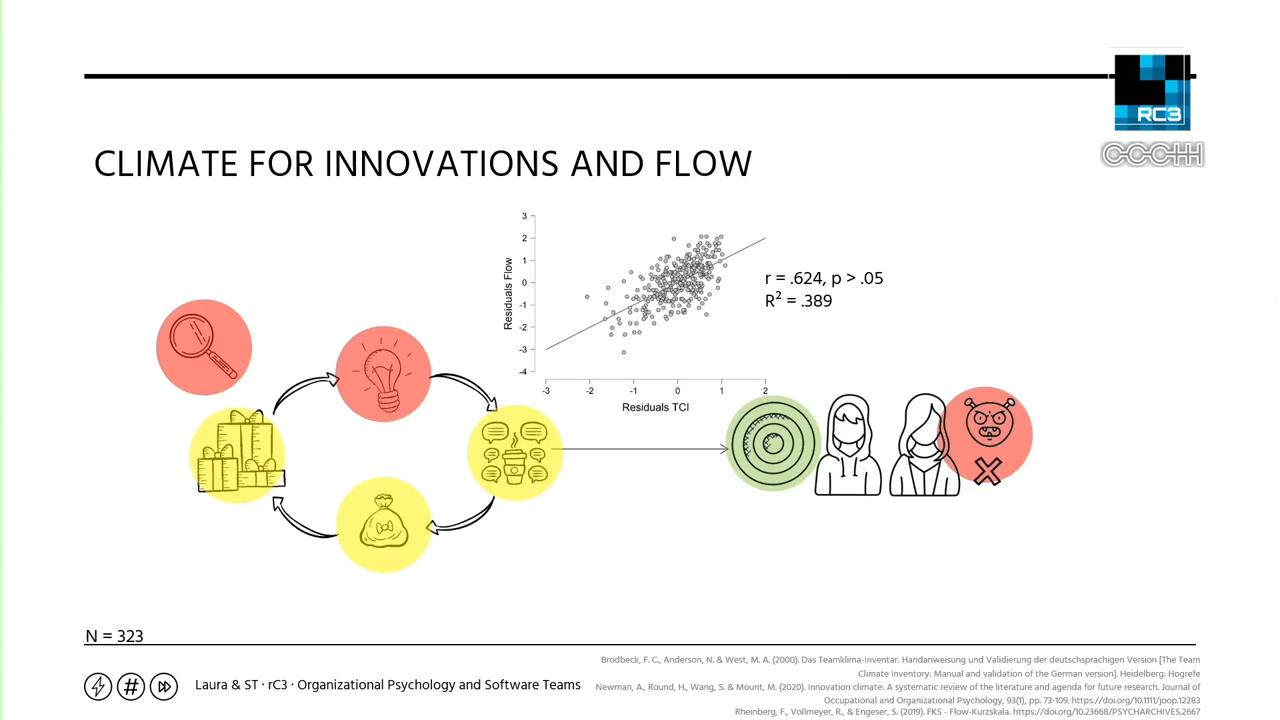 RC3
CCCHH
CLIMATE FOR INNOVATIONS AND FLOW
3
2
1
0
-1
-2
-3
-4
Residuals Flow
-3 -2 -1 0 1 2
Residuals TCI
r = .624, p > .05
R² = .389
N = 323
Laura & ST · rC3 · Organizational Psychology and Software Teams
Brodbeck, F. C., Anderson, N. & West, M. A. (2000). Das Teamklima-Inventar: Handanweisung und Validierung der deutschsprachigen Version [The Team
Climate Inventory: Manual and validation of the German version]. Heidelberg: Hogrefe
Newman, A., Round, H., Wang, S. & Mount, M. (2020). Innovation climate: A systematic review of the literature and agenda for future research. Journal of
Occupational and Organizational Psychology, 93(1), pp. 73-109. https://doi.org/10.1111/joop.12283
Rheinberg, F., Vollmeyer, R., & Engeser, S. (2019). FKS - Flow-Kurzskala. https://doi.org/10.23668/PSYCHARCHIVES.2667